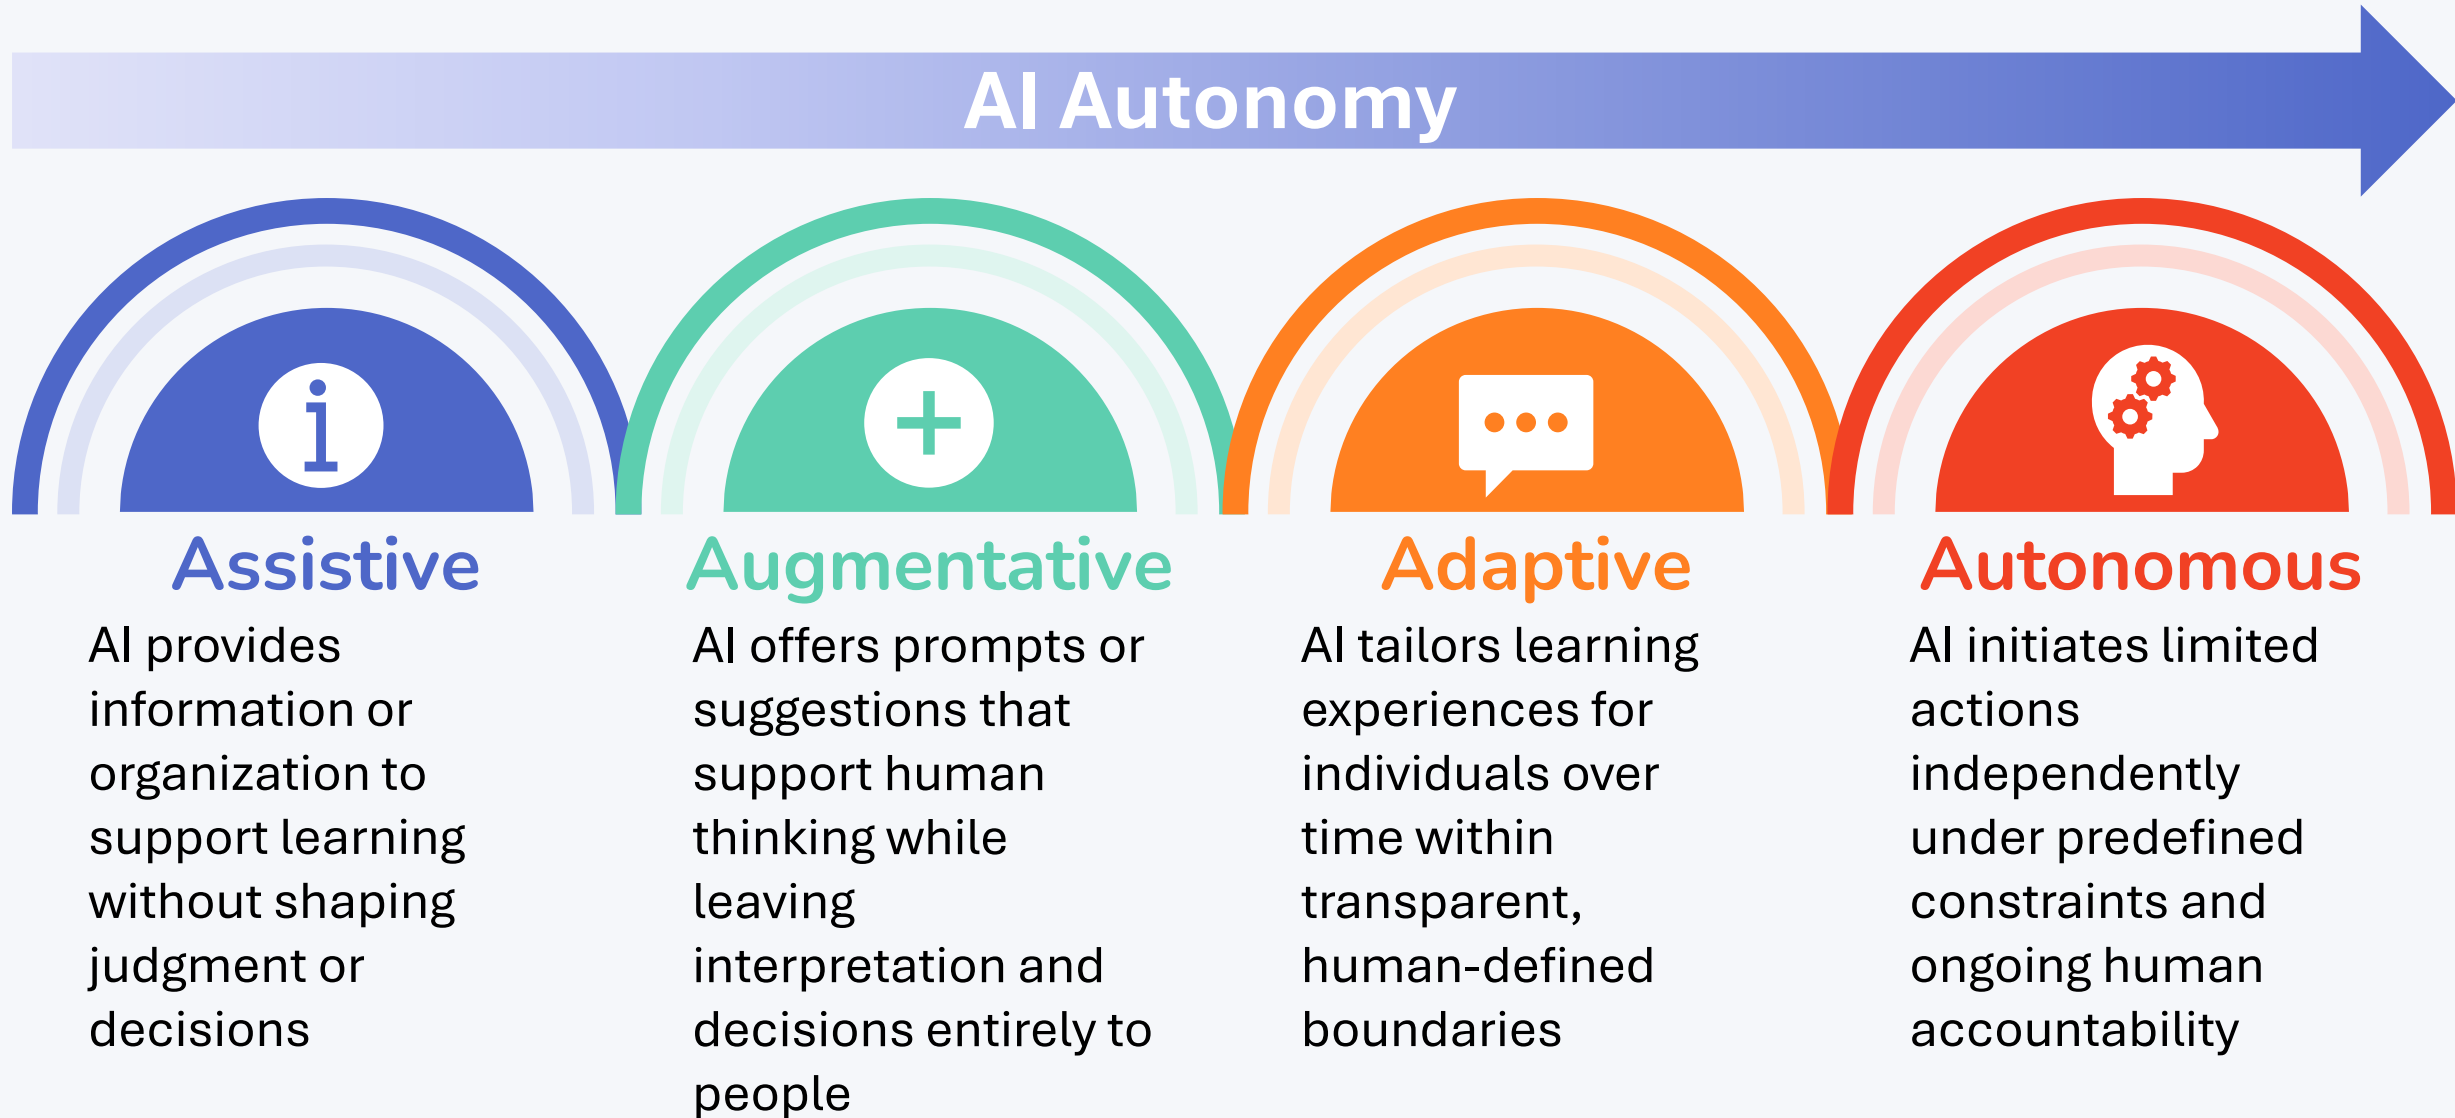 AI Autonomy
Assistive
AI provides
information or
organization to
support learning
without shaping
judgment or
decisions
Augmentative
AI offers prompts or
suggestions that
support human
thinking while
leaving
interpretation and
decisions entirely to
people
Adaptive
AI tailors learning
experiences for
individuals over
time within
transparent,
human-defined
boundaries
Autonomous
AI initiates limited
actions
independently
under predefined
constraints and
ongoing human
accountability